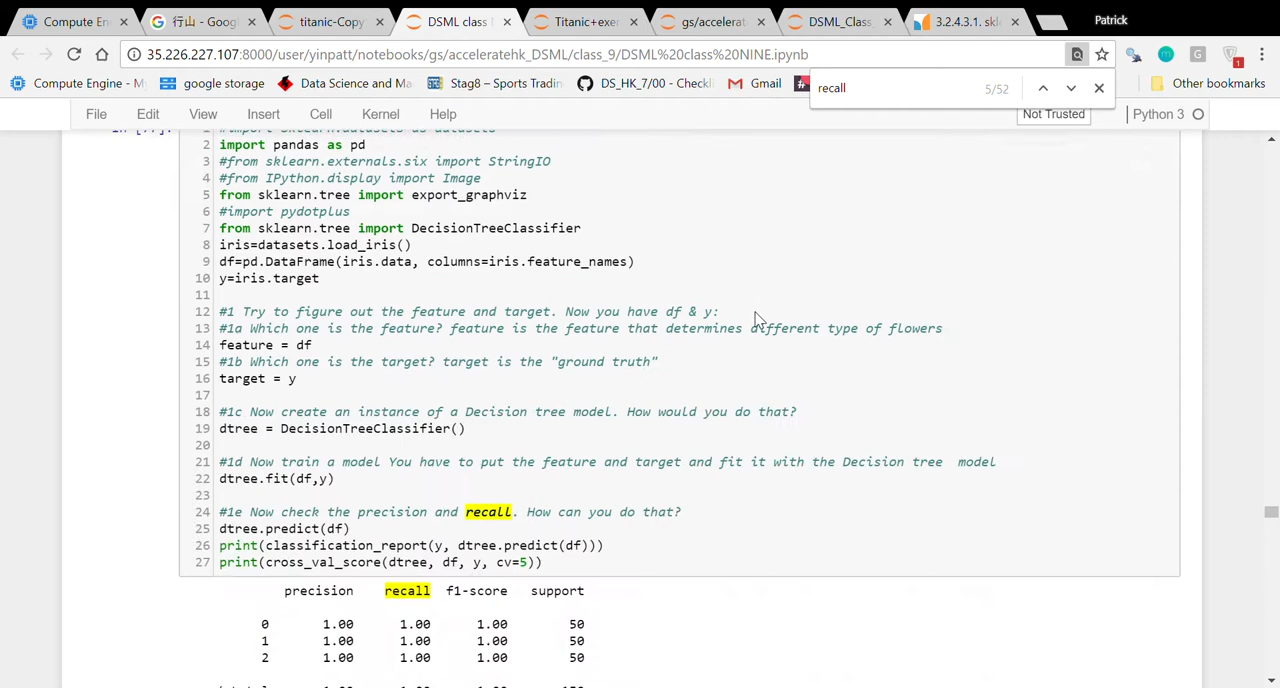 Compute En
行山 - Goog
titanic-Copy
DSML class
Titanic+exer
gs/accelerat
DSML_Class_
3.2.4.3.1. skl
Patrick
35.226.227.107:8000/user/yinpatt/notebooks/gs/acceleratehk_DSML/class_9/DSML%20class%20NINE.ipynb
G
1
Compute Engine
google storage
Data Science and Ma
Stag8 – Sports Tradin
DS_HK_7/00 - Checkl
Gmail
Other bookmarks
recall 5/52
File Edit View Insert Cell Kernel Help
Not Trusted
Python 3
In [77]:
1 #import sklearn.datasets as datasets
2 import pandas as pd
3 #from sklearn.externals.six import StringIO
4 #from IPython.display import Image
5 from sklearn.tree import export_graphviz
6 #import pydotplus
7 from sklearn.tree import DecisionTreeClassifier
8 iris=datasets.load_iris()
9 df=pd.DataFrame(iris.data, columns=iris.feature_names)
10 y=iris.target
11
12 #1 Try to figure out the feature and target. Now you have df & y:
13 #1a Which one is the feature? feature is the feature that determines different type of flowers
14 feature = df
15 #1b Which one is the target? target is the "ground truth"
16 target = y
17
18 #1c Now create an instance of a Decision tree model. How would you do that?
19 dtree = DecisionTreeClassifier()
20
21 #1d Now train a model You have to put the feature and target and fit it with the Decision tree  model
22 dtree.fit(df,y)
23
24 #1e Now check the precision and recall. How can you do that?
25 dtree.predict(df)
26 print(classification_report(y, dtree.predict(df)))
27 print(cross_val_score(dtree, df, y, cv=5))
precision recall f1-score support
0 1.00 1.00 1.00 50
1 1.00 1.00 1.00 50
2 1.00 1.00 1.00 50